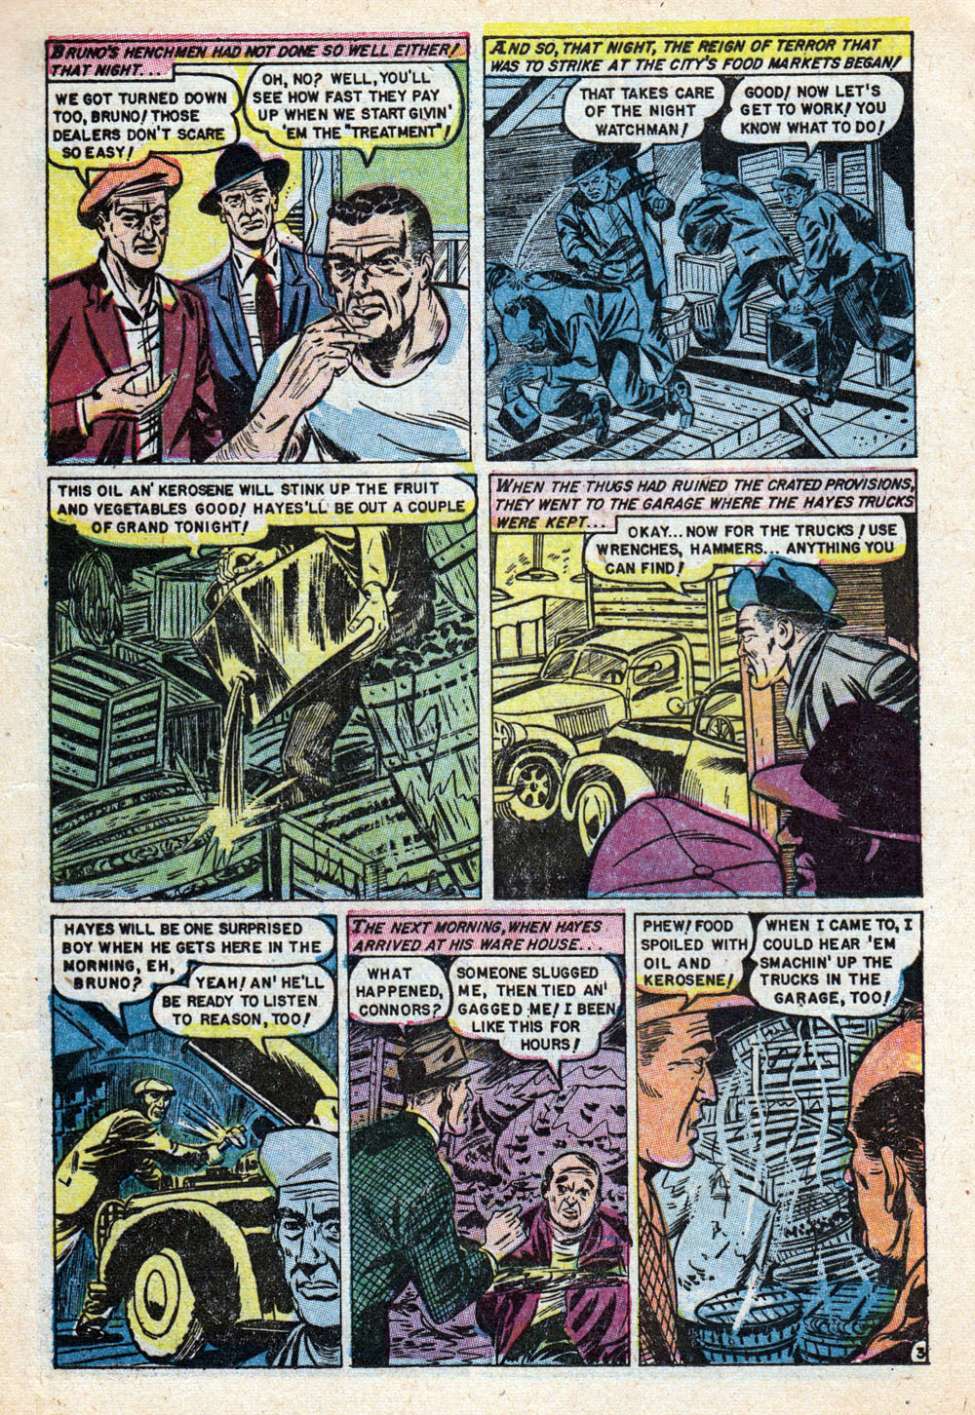 BRUNO'S HENCHMEN HAD NOT DONE SO WELL EITHER!
THAT NIGHT...
WE GOT TURNED DOWN
TOO, BRUNO! THOSE
DEALERS DON'T SCARE
SO EASY!
OH, NO? WELL, YOU'LL
SEE HOW FAST THEY PAY
UP WHEN WE START GIVIN'
'EM THE "TREATMENT"!
AND SO, THAT NIGHT, THE REIGN OF TERROR THAT
WAS TO STRIKE AT THE CITY'S FOOD MARKETS BEGAN!
THAT TAKES CARE
OF THE NIGHT
WATCHMAN!
GOOD! NOW LET'S
GET TO WORK! YOU
KNOW WHAT TO DO!
THIS OIL AN' KEROSENE WILL STINK UP THE FRUIT
AND VEGETABLES GOOD! HAYES'LL BE OUT A COUPLE
OF GRAND TONIGHT!
WHEN THE THUGS HAD RUINED THE CRATED PROVISIONS,
THEY WENT TO THE GARAGE WHERE THE HAYES TRUCKS
WERE KEPT...
OKAY... NOW FOR THE TRUCKS! USE
WRENCHES, HAMMERS... ANYTHING YOU
CAN FIND!
HAYES WILL BE ONE SURPRISED
BOY WHEN HE GETS HERE IN THE
MORNING, EH,
BRUNO?
YEAH! AN' HE'LL
BE READY TO LISTEN
TO REASON, TOO!
THE NEXT MORNING, WHEN HAYES
ARRIVED AT HIS WARE HOUSE...
WHAT
HAPPENED,
CONNORS?
SOMEONE SLUGGED
ME, THEN TIED AN'
GAGGED ME! I BEEN
LIKE THIS FOR
HOURS!
PHEW! FOOD
SPOILED WITH
OIL AND
KEROSENE!
WHEN I CAME TO, I
COULD HEAR 'EM
SMACHIN' UP THE
TRUCKS IN THE
GARAGE, TOO!
3